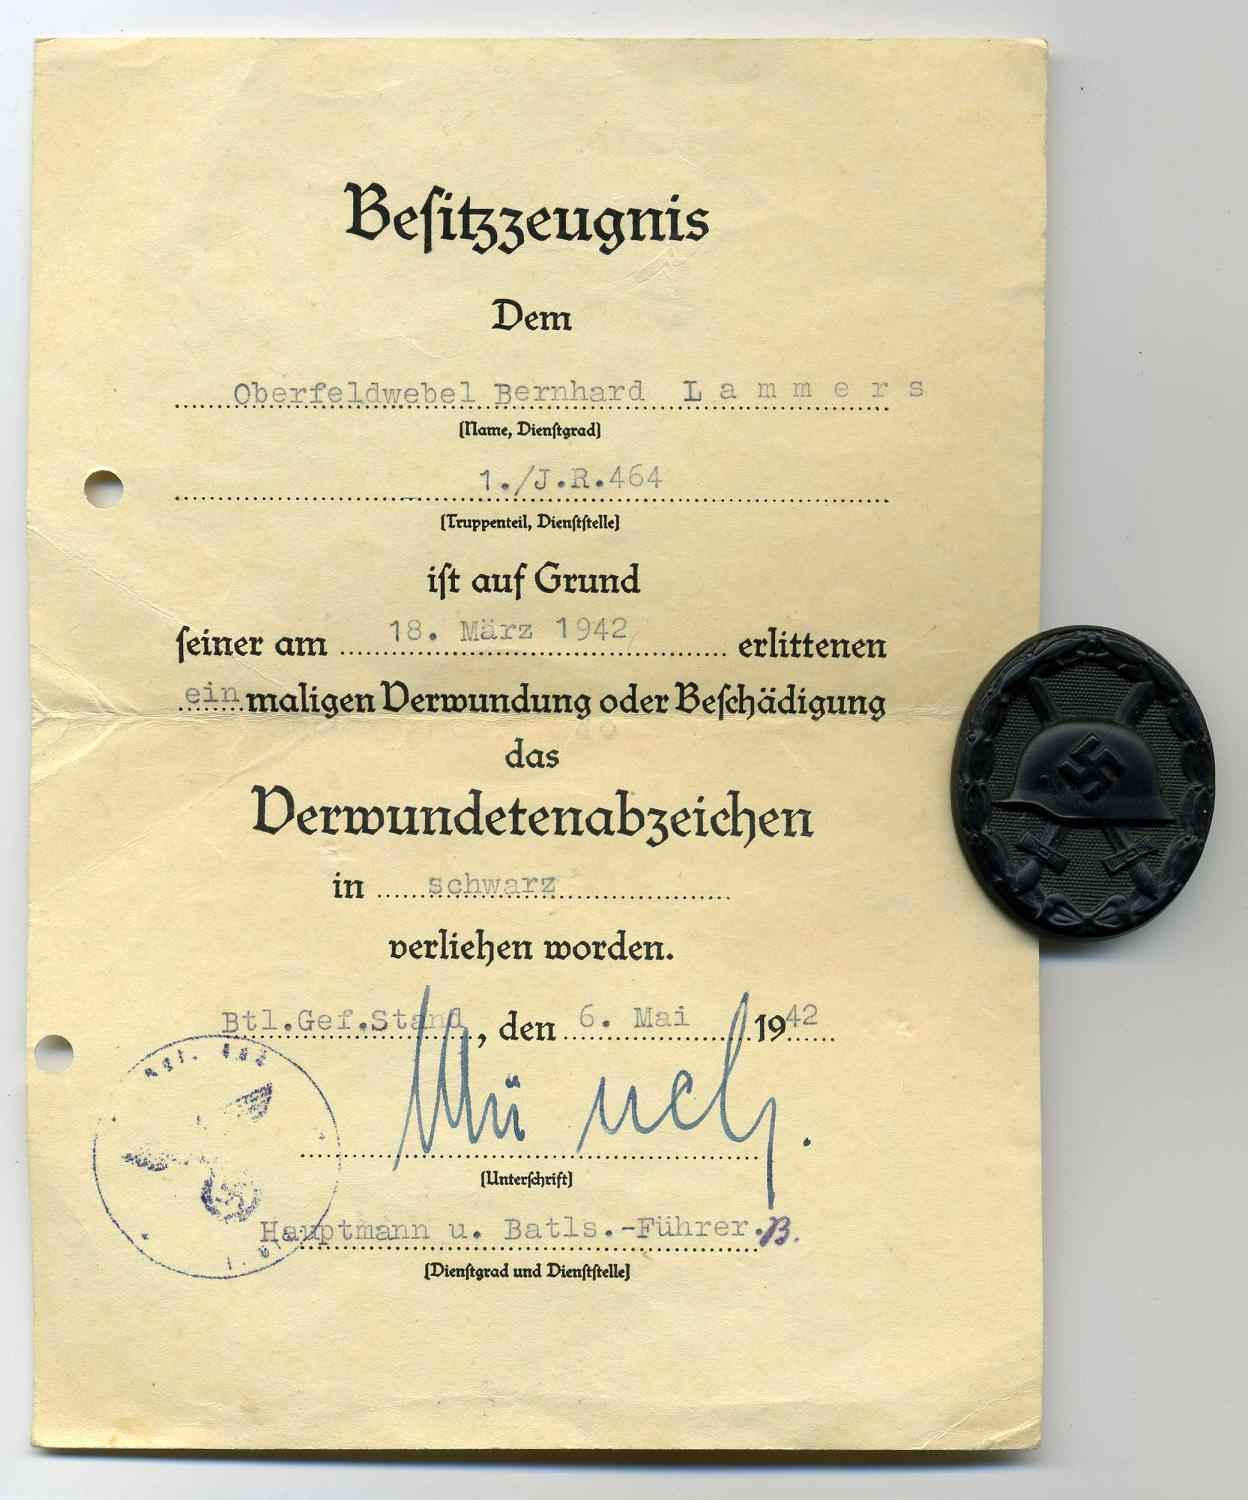 Besitzzeugnis
Dem
Oberfeldwebel Bernhard L a m m e r s
(Name, Dienstgrad)
1./J.R.464
(Truppenteil, Dienststelle)
ist auf Grund
seiner am 18. März 1942 erlittenen
ein maligen Verwundung oder Beschädigung
das
Verwundetenabzeichen
in schwarz
verliehen worden.
Btl.Gef.Stand, den 6. Mai 1942
(Unterschrift)
Hauptmann u. Batls.-Führer.
(Dienstgrad und Dienststelle)